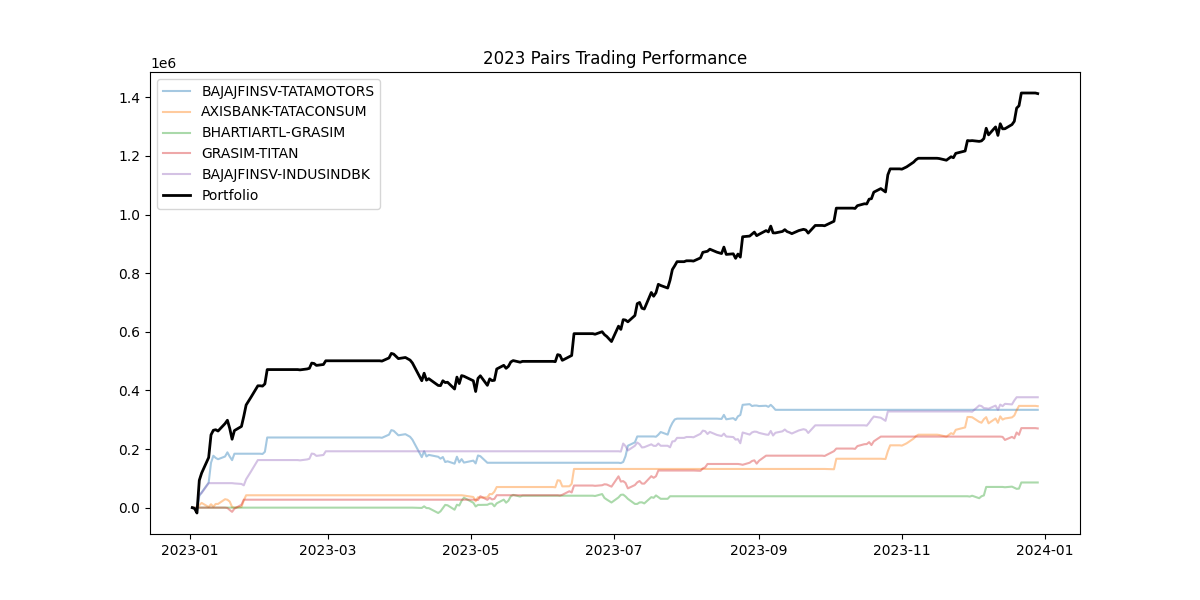 2023 Pairs Trading Performance
1e6
BAJAJFINSV-TATAMOTORS
AXISBANK-TATACONSUM
BHARTIARTL-GRASIM
GRASIM-TITAN
BAJAJFINSV-INDUSINDBK
Portfolio
1.4
1.2
1.0
0.8
0.6
0.4
0.2
0.0
2023-01 2023-03 2023-05 2023-07 2023-09 2023-11 2024-01